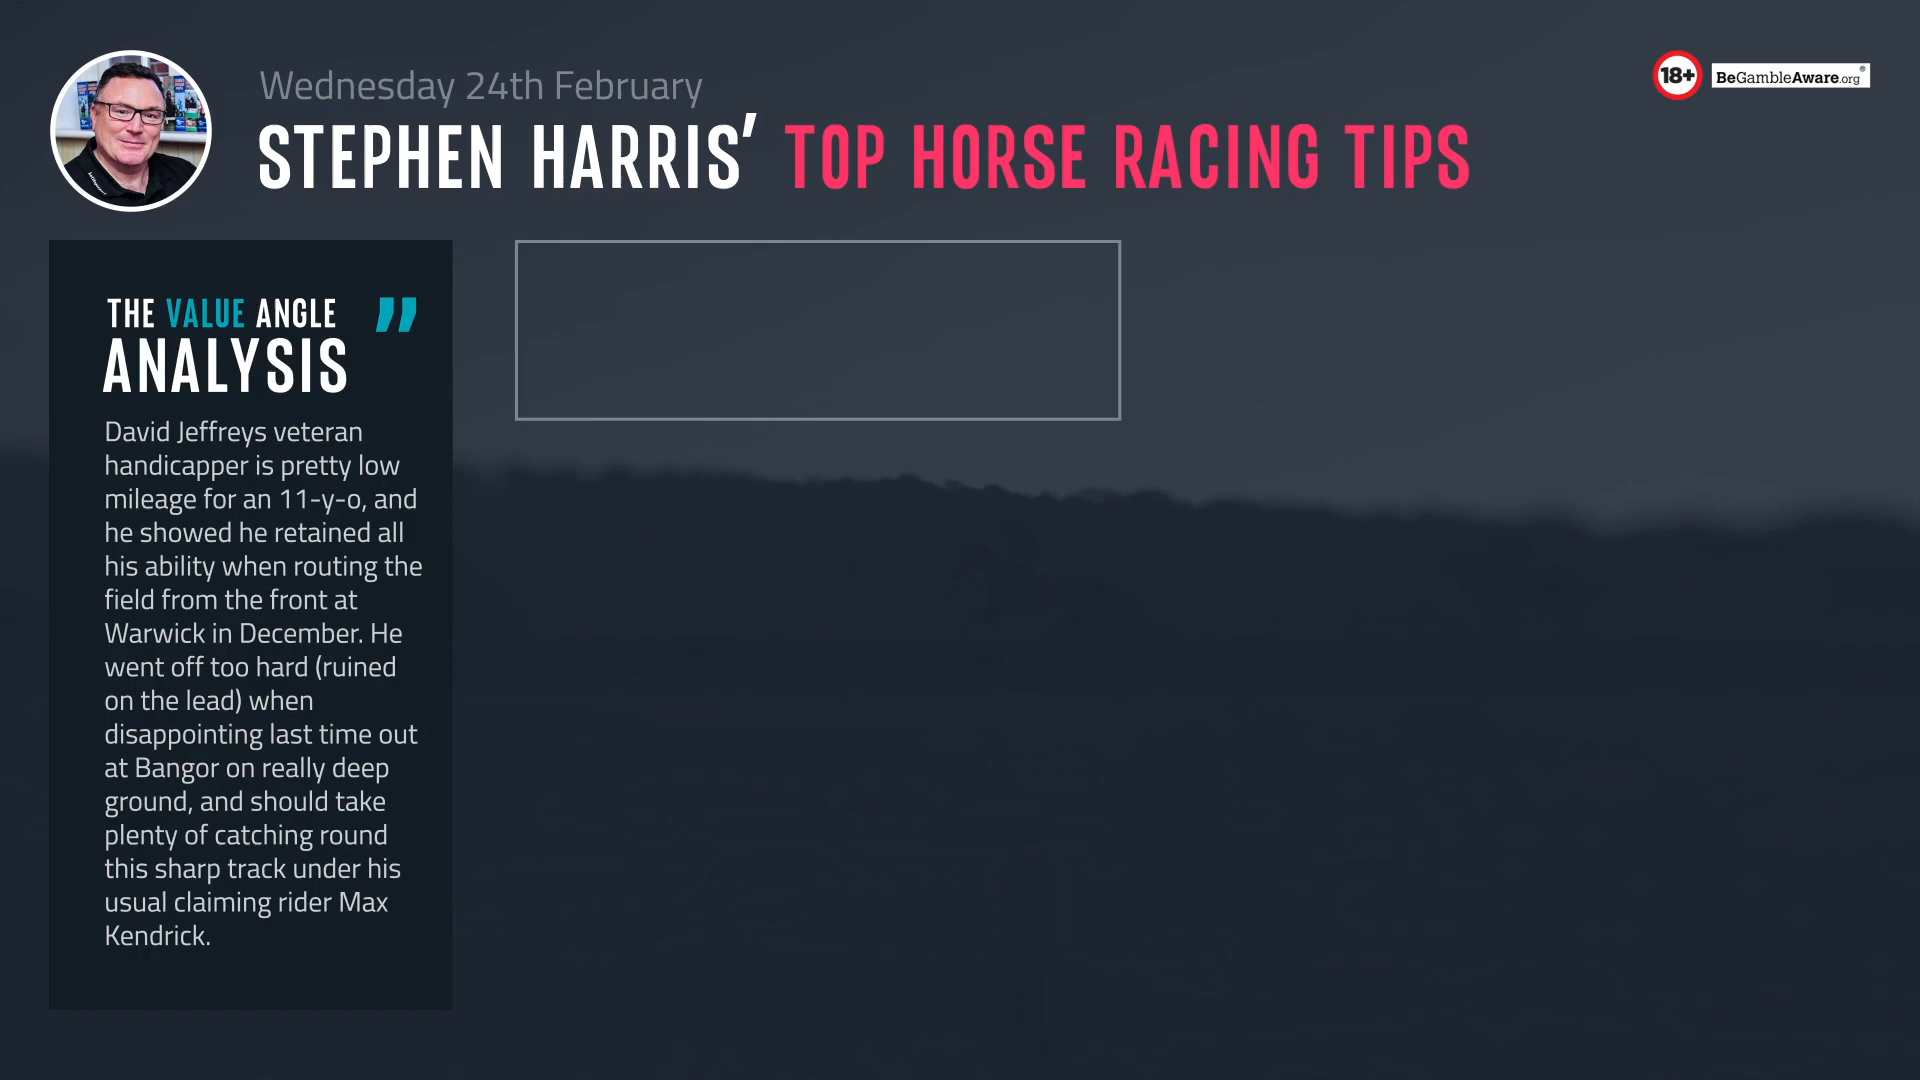 Wednesday 24th February
STEPHEN HARRIS' TOP HORSE RACING TIPS
18+
BeGambleAware.org®
THE VALUE ANGLE
ANALYSIS
"
David Jeffreys veteran
handicapper is pretty low
mileage for an 11-y-o, and
he showed he retained all
his ability when routing the
field from the front at
Warwick in December. He
went off too hard (ruined
on the lead) when
disappointing last time out
at Bangor on really deep
ground, and should take
plenty of catching round
this sharp track under his
usual claiming rider Max
Kendrick.